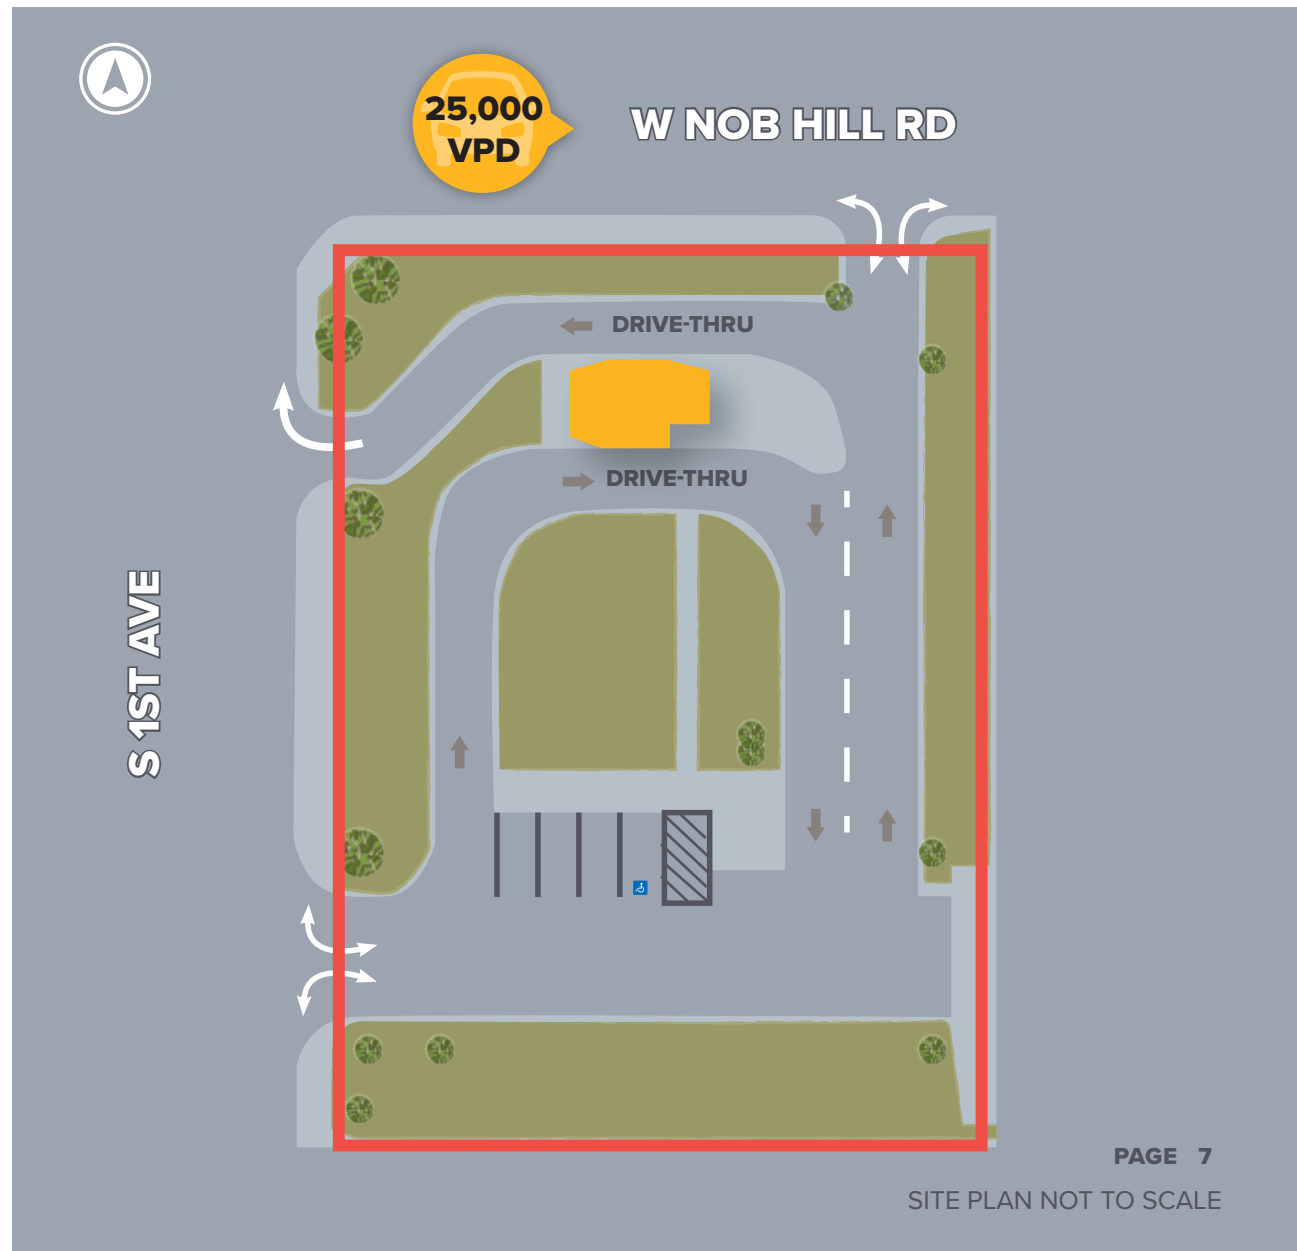 25,000
VPD
W NOB HILL RD
DRIVE-THRU
DRIVE-THRU
S 1ST AVE
PAGE 7
SITE PLAN NOT TO SCALE